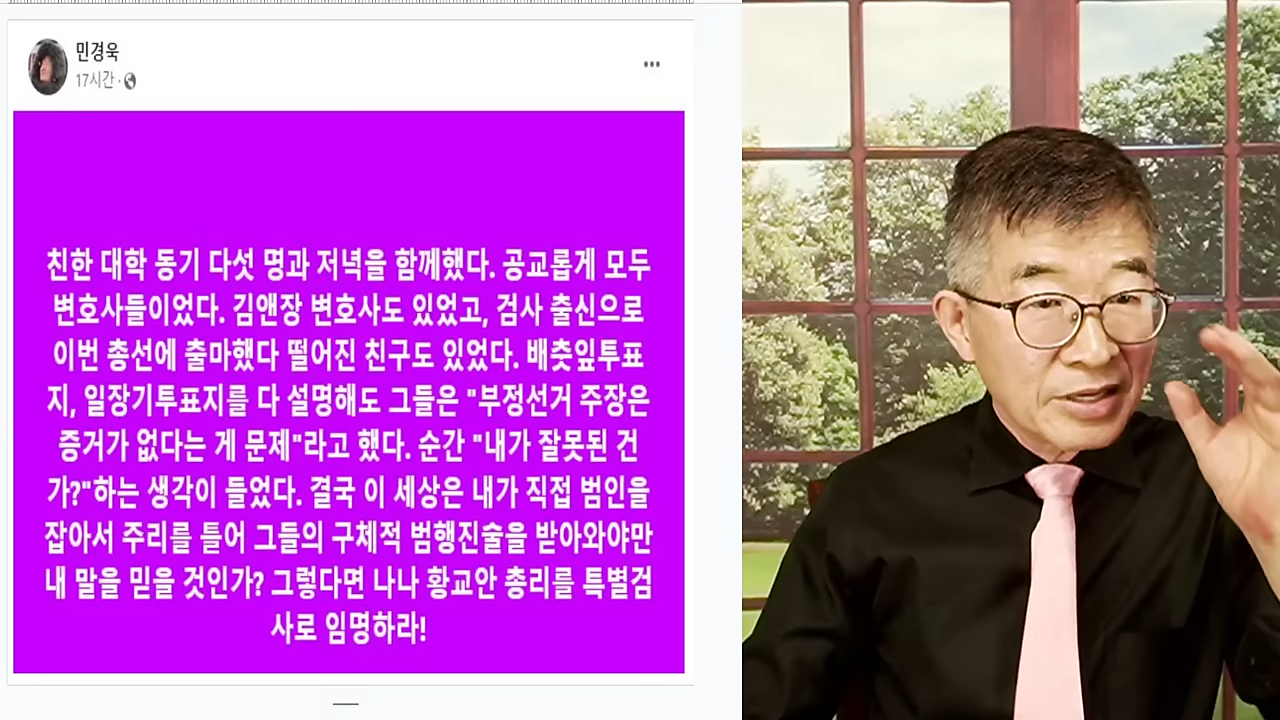 민경욱
17시간 ·
친한 대학 동기 다섯 명과 저녁을 함께했다. 공교롭게 모두
변호사들이었다. 김앤장 변호사도 있었고, 검사 출신으로
이번 총선에 출마했다 떨어진 친구도 있었다. 배춧잎투표
지, 일장기투표지를 다 설명해도 그들은 "부정선거 주장은
증거가 없다는 게 문제"라고 했다. 순간 "내가 잘못된 건
가?"하는 생각이 들었다. 결국 이 세상은 내가 직접 범인을
잡아서 주리를 틀어 그들의 구체적 범행진술을 받아와야만
내 말을 믿을 것인가? 그렇다면 나나 황교안 총리를 특별검
사로 임명하라!